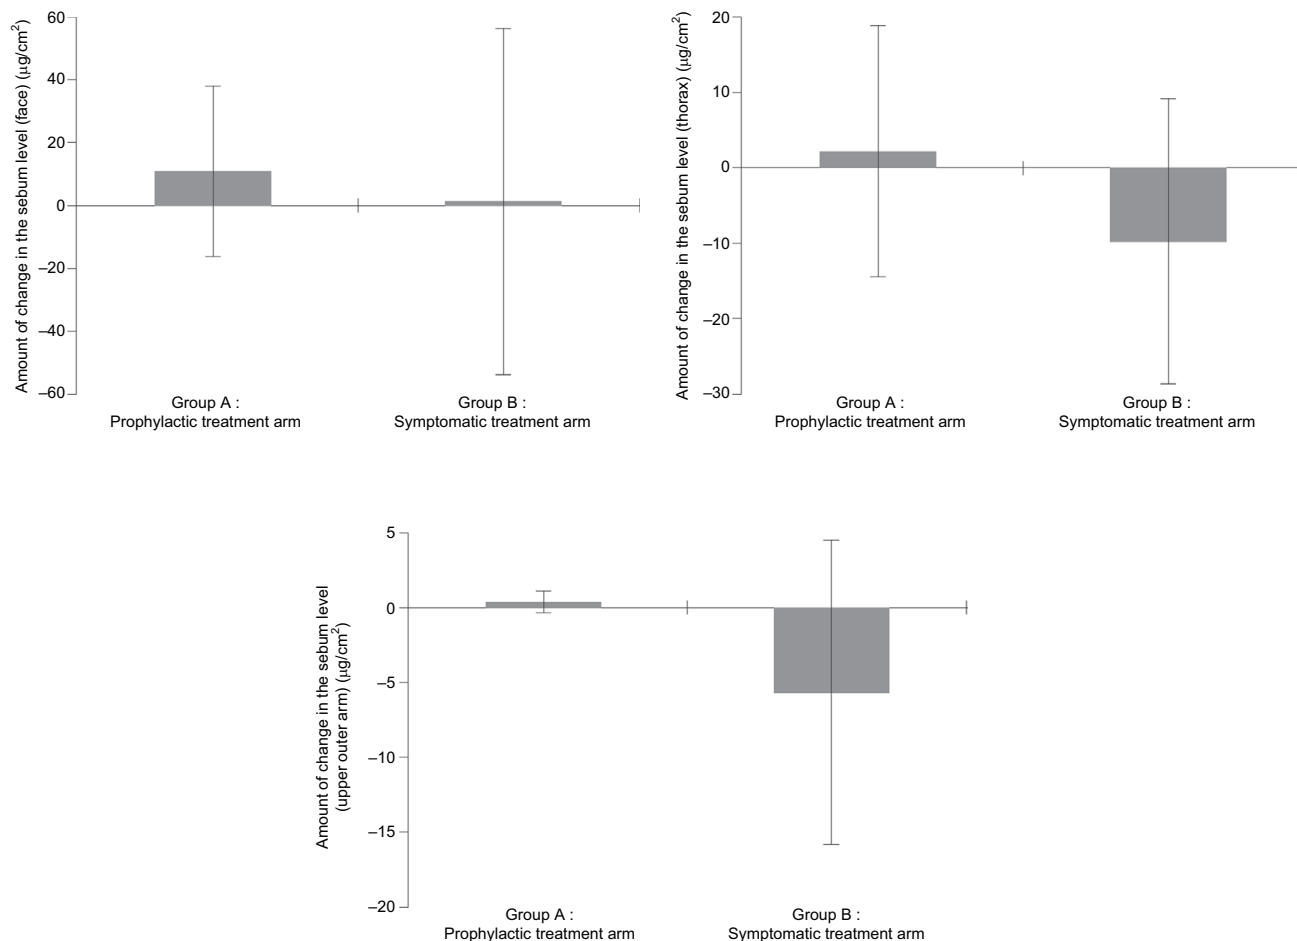 Amount of change in the sebum level (face) (μg/cm²)
60
40
20
0
–20
–40
–60
Group A :
Prophylactic treatment arm
Group B :
Symptomatic treatment arm
Amount of change in the sebum level (thorax) (μg/cm²)
20
10
0
–10
–20
–30
Group A :
Prophylactic treatment arm
Group B :
Symptomatic treatment arm
Amount of change in the sebum level
(upper outer arm) (μg/cm²)
5
0
–5
–10
–15
–20
Group A :
Prophylactic treatment arm
Group B :
Symptomatic treatment arm